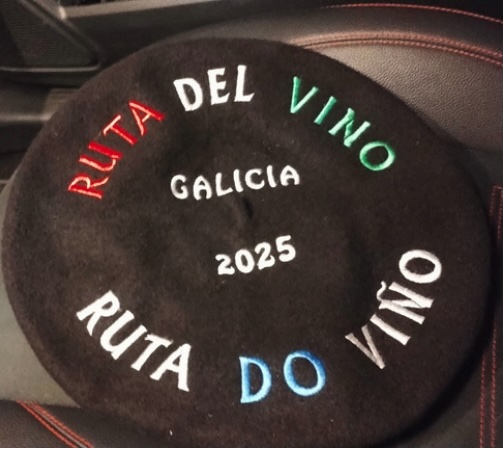 RUTA DEL VINO
GALICIA
2025
RUTA DO VIÑO